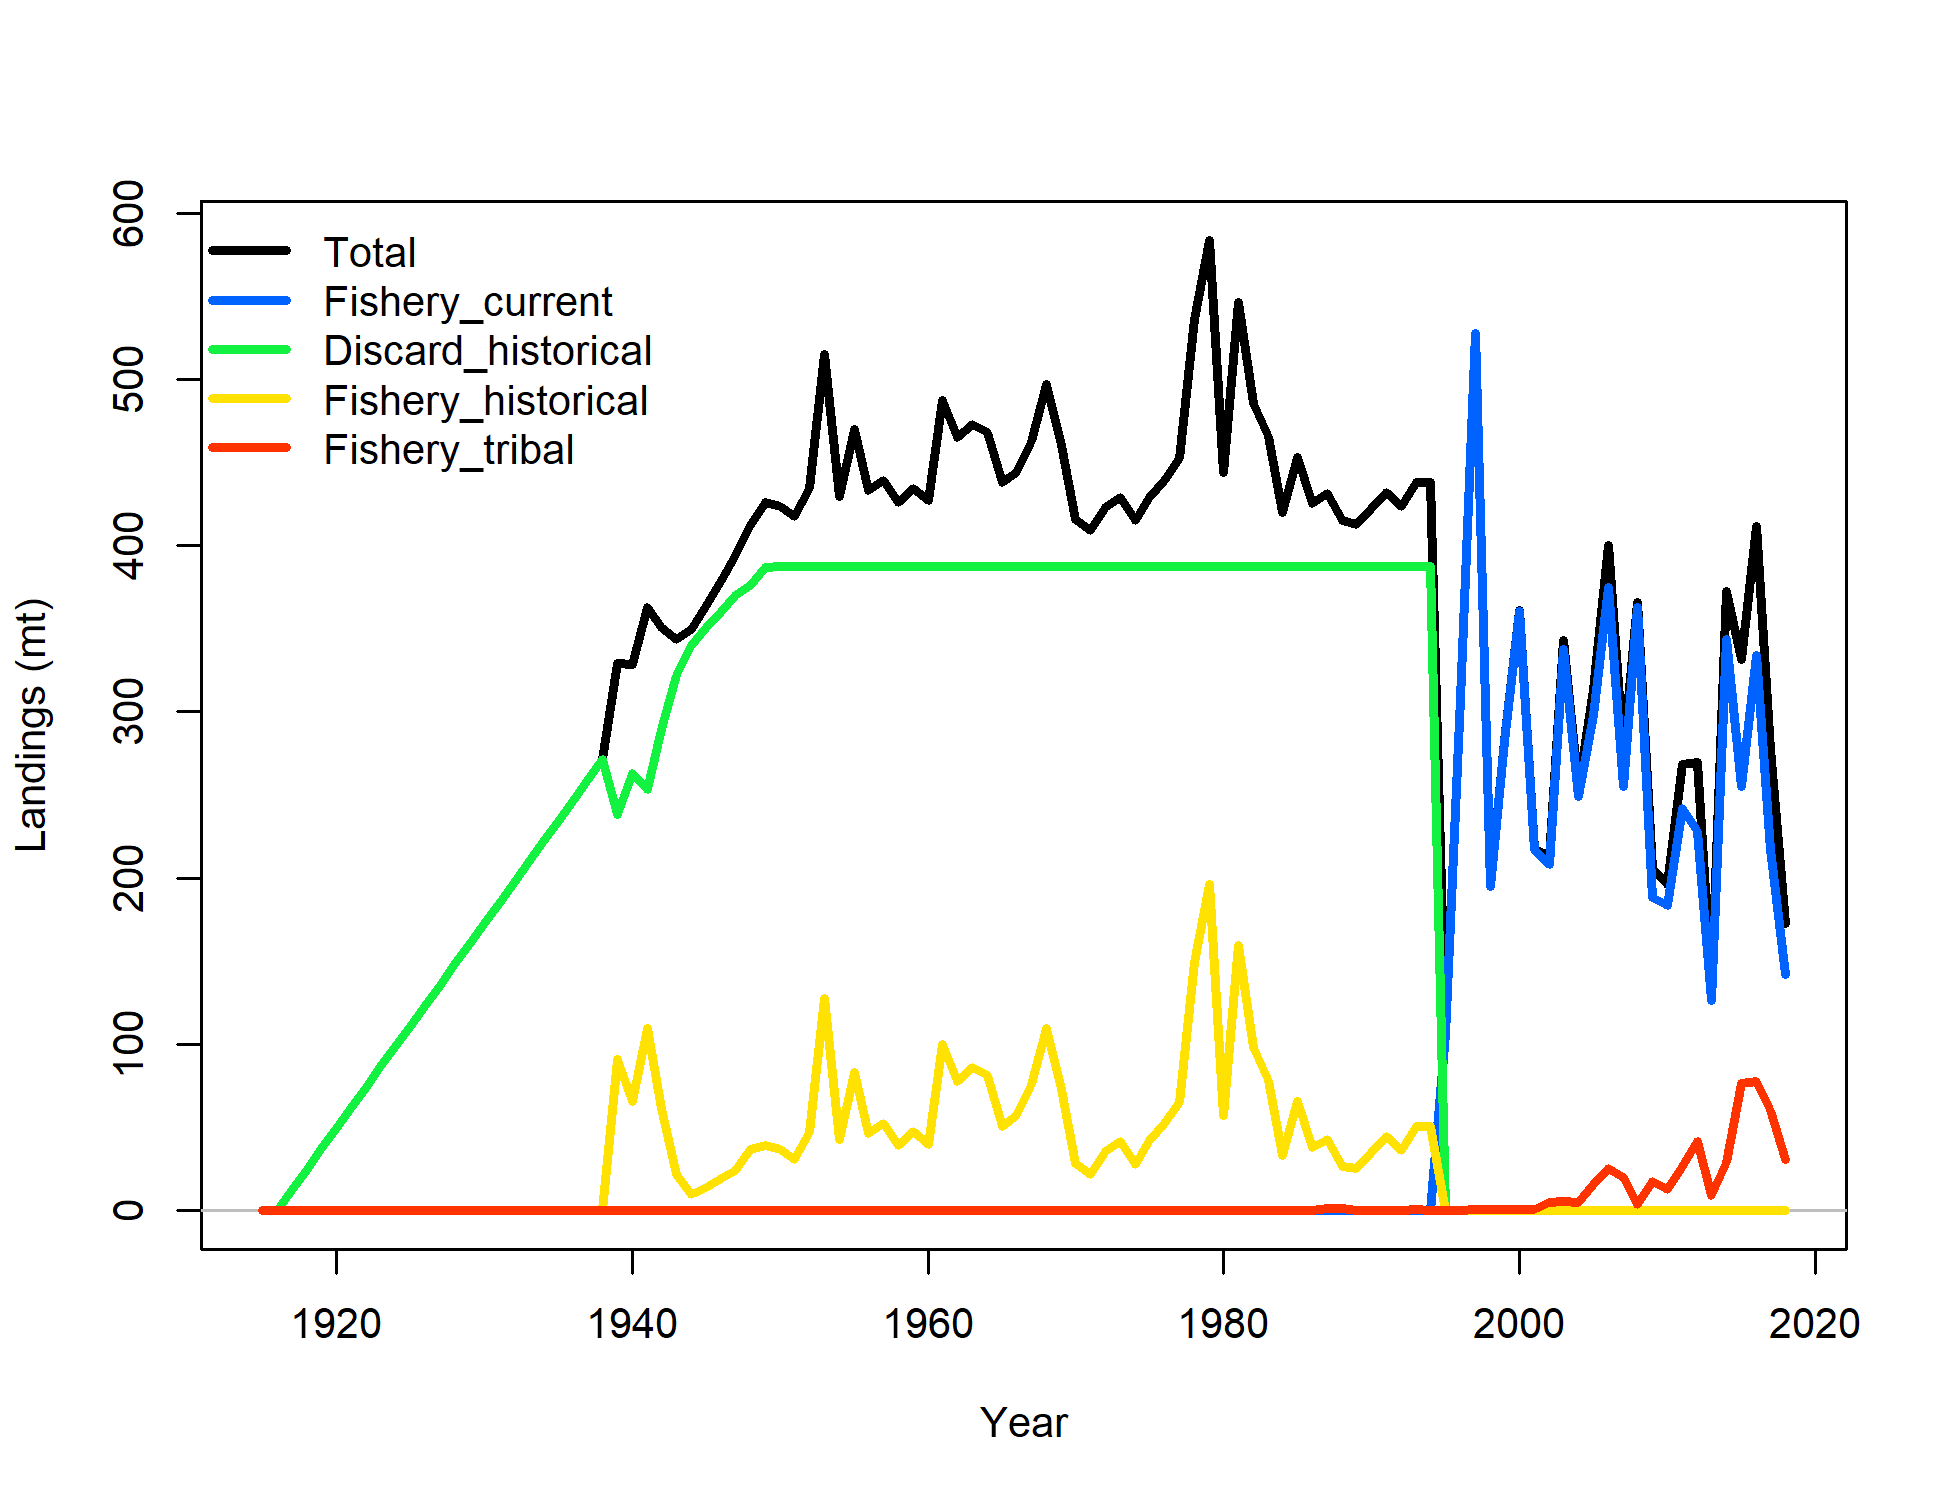 Total
Fishery_current
Discard_historical
Fishery_historical
Fishery_tribal
600
500
400
300
200
100
0
Landings (mt)
1920 1940 1960 1980 2000 2020
Year